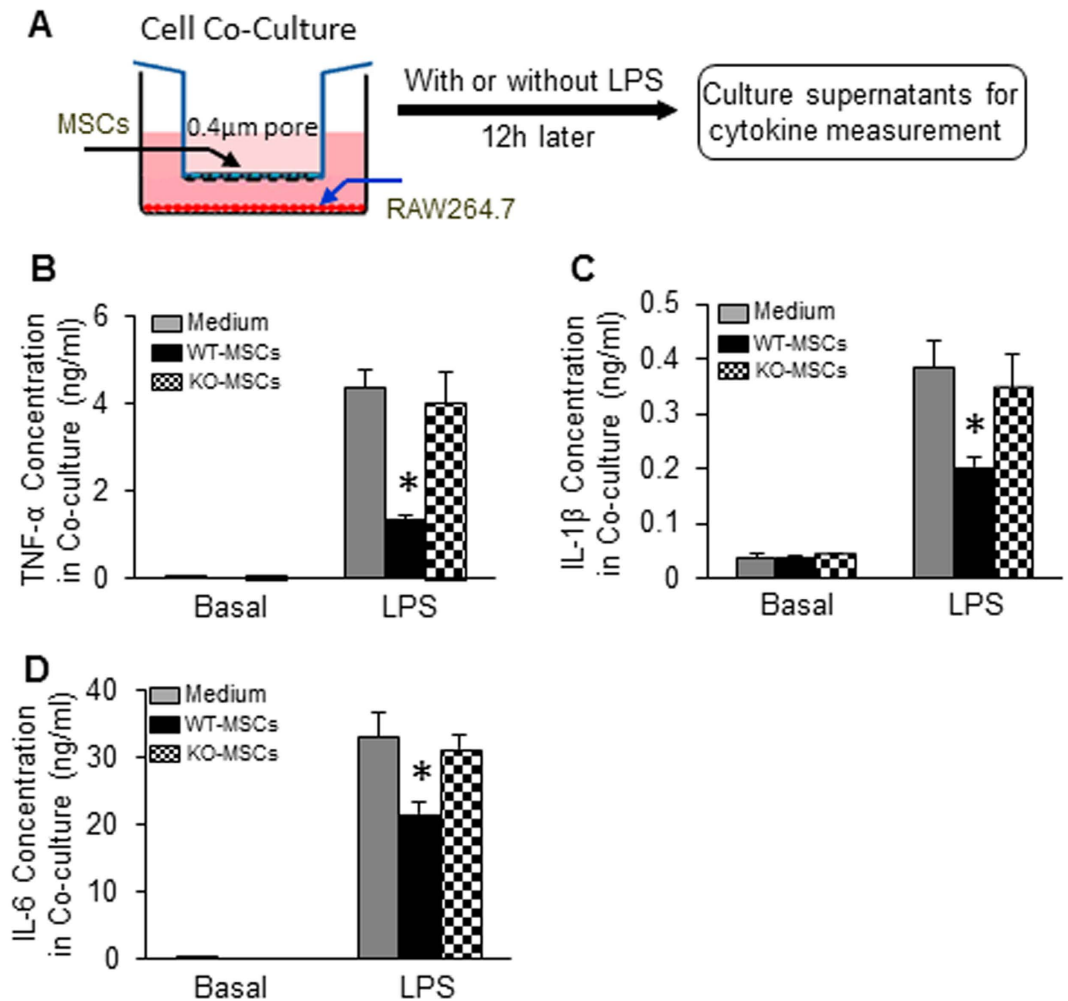 A
Cell Co-Culture
MSCs
0.4μm pore
RAW264.7
With or without LPS
12h later
Culture supernatants for
cytokine measurement
B
TNF-α Concentration
in Co-culture (ng/ml)
6
4
2
0
Medium
WT-MSCs
KO-MSCs
*
Basal
LPS
C
IL-1β Concentration
in Co-culture (ng/ml)
0.5
0.4
0.3
0.2
0.1
0
Medium
WT-MSCs
KO-MSCs
*
Basal
LPS
D
IL-6 Concentration
in Co-culture (ng/ml)
40
30
20
10
0
Medium
WT-MSCs
KO-MSCs
*
Basal
LPS